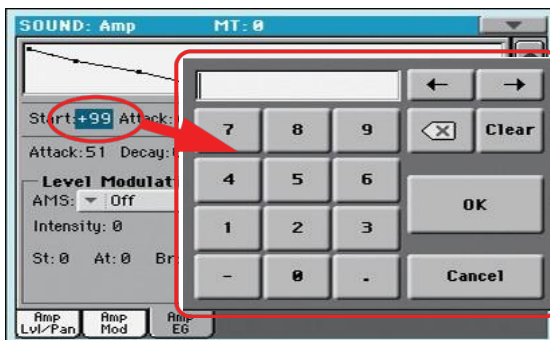 SOUND: Amp MT: 0
Start: +99 Attack:
Attack: 51 Decay:
Level Modulat
AMS: Off
Intensity: 0
St: 0 At: 0 Br
Amp Lvl/Pan
Amp Mod
Amp EG
← →
7 8 9 Clear
4 5 6 OK
1 2 3
- 0 . Cancel